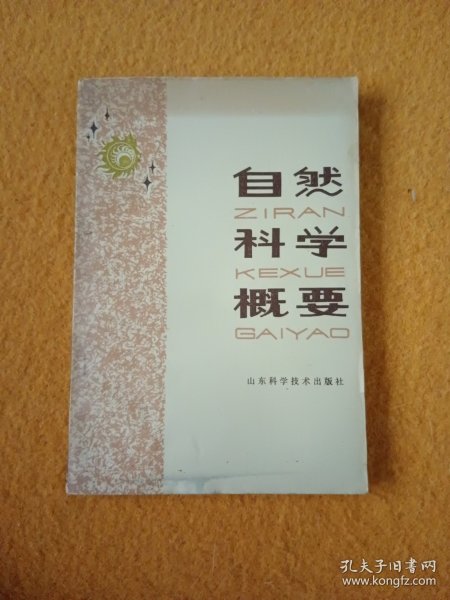 自然
ZIRAN
科学
KEXUE
概要
GAIYAO
山东科学技术出版社
孔夫子旧书网
www.kongfz.com